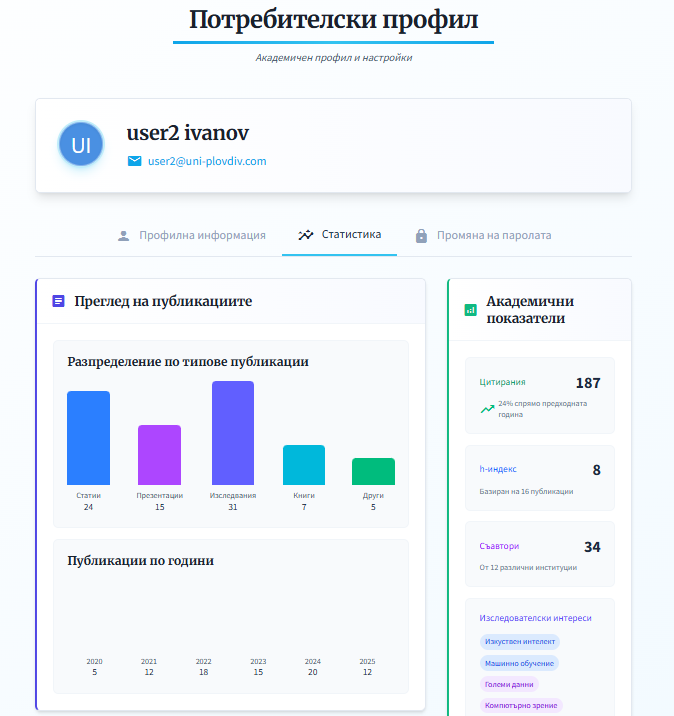 Потребителски профил
Академичен профил и настройки
UI
user2 ivanov
user2@uni-plovdiv.com
Профилна информация
Статистика
Промяна на паролата
Преглед на публикациите
Разпределение по типове публикации
Статии
24
Презентации
15
Изследвания
31
Книги
7
Други
5
Публикации по години
2020
5
2021
12
2022
18
2023
15
2024
20
2025
12
Академични
показатели
Цитирания
187
24% спрямо предходната
година
h-индекс
8
Базиран на 16 публикации
Съавтори
34
От 12 различни институции
Изследователски интереси
Изкуствен интелект
Машинно обучение
Големи данни
Компютърно зрение